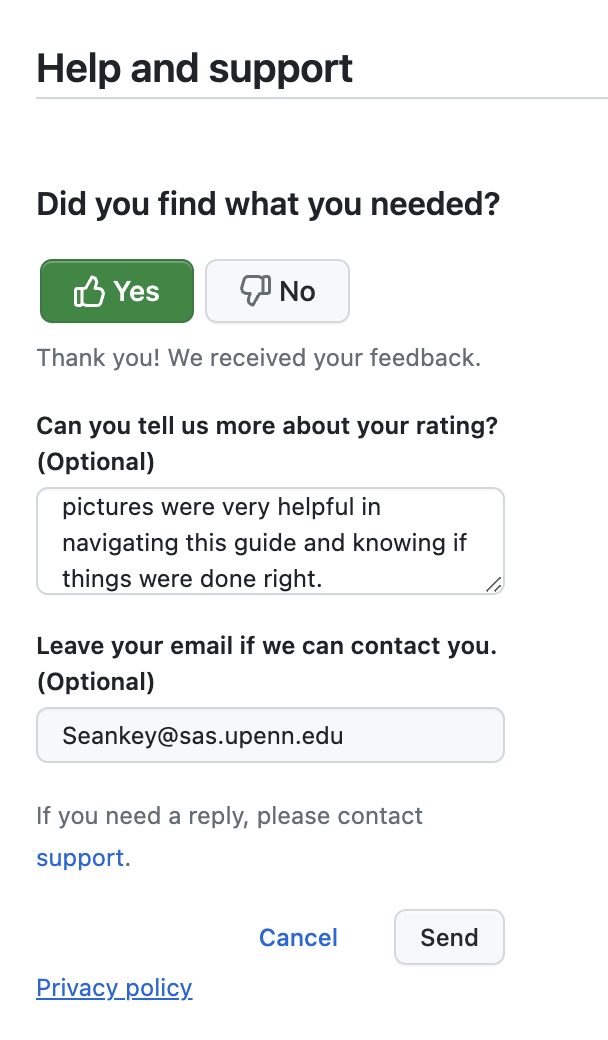 Help and support
Did you find what you needed?
Yes
No
Thank you! We received your feedback.
Can you tell us more about your rating?
(Optional)
pictures were very helpful in
navigating this guide and knowing if
things were done right.
Leave your email if we can contact you.
(Optional)
Seankey@sas.upenn.edu
If you need a reply, please contact
support.
Cancel
Send
Privacy policy